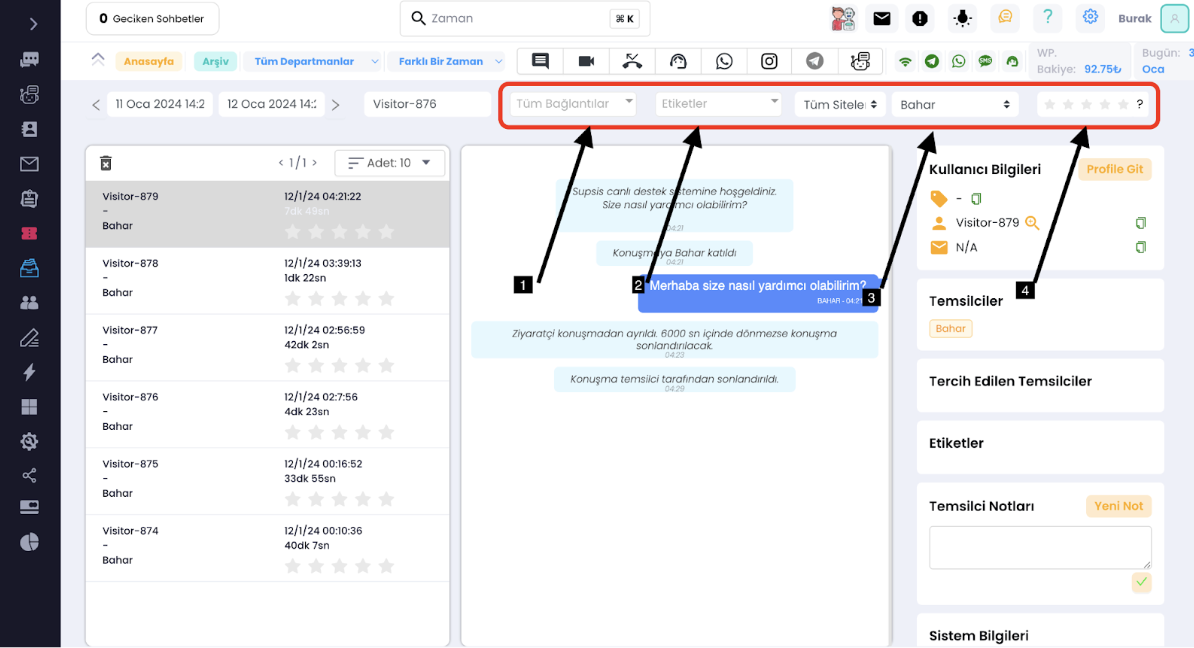 0 Geciken Sohbetler
Zaman
⌘ K
?
Burak
Anasayfa
Arşiv
Tüm Departmanlar
Farklı Bir Zaman
SMS
WP.
Bakiye: 92.75₺
Bugün: 3
Oca
11 Oca 2024 14:2
12 Oca 2024 14:2
Visitor-876
Tüm Bağlantılar
Etiketler
Tüm Siteler
Bahar
?
< 1 / 1 >
Adet: 10
Visitor-879
-
Bahar
12/1/24 04:21:22
7dk 49sn
Visitor-878
-
Bahar
12/1/24 03:39:13
1dk 22sn
Visitor-877
-
Bahar
12/1/24 02:56:59
42dk 2sn
Visitor-876
-
Bahar
12/1/24 02:7:56
4dk 23sn
Visitor-875
-
Bahar
12/1/24 00:16:52
33dk 55sn
Visitor-874
-
Bahar
12/1/24 00:10:36
40dk 7sn
Supsis canlı destek sistemine hoşgeldiniz.
Size nasıl yardımcı olabilirim?
04:21
Konuşmaya Bahar katıldı
04:21
Merhaba size nasıl yardımcı olabilirim?
BAHAR - 04:21
Ziyaratçi konuşmadan ayrıldı. 6000 sn içinde dönmezse konuşma
sonlandırılacak.
04:23
Konuşma temsilci tarafından sonlandırıldı.
04:29
1
2
3
4
Kullanıcı Bilgileri
Profile Git
-
Visitor-879
N/A
Temsilciler
Bahar
Tercih Edilen Temsilciler
Etiketler
Temsilci Notları
Yeni Not
Sistem Bilgileri